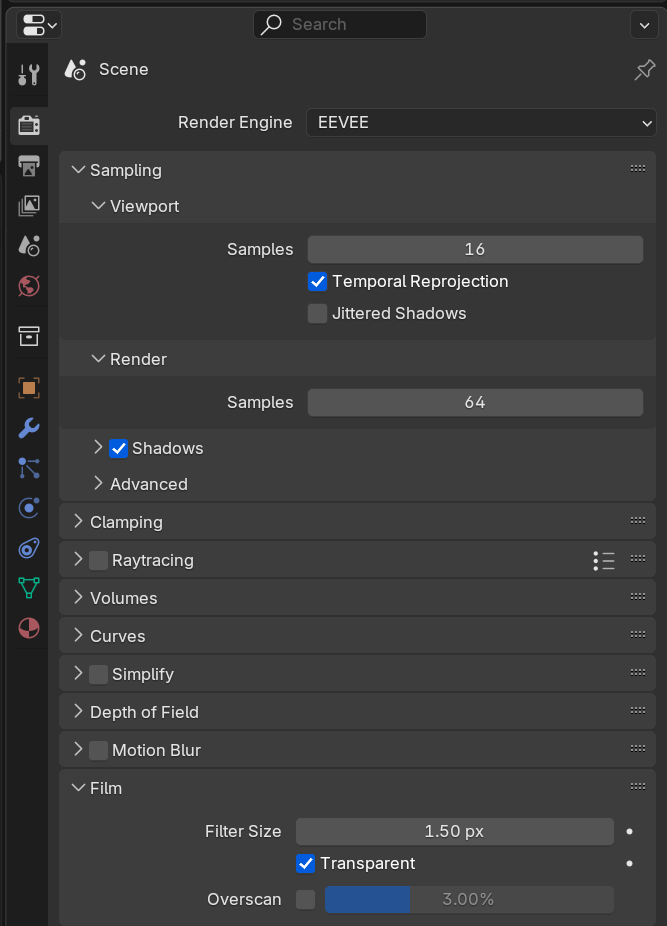 Search
Scene
Render Engine EEVEE
Sampling
Viewport
Samples 16
Temporal Reprojection
Jittered Shadows
Render
Samples 64
Shadows
Advanced
Clamping
Raytracing
Volumes
Curves
Simplify
Depth of Field
Motion Blur
Film
Filter Size 1.50 px
Transparent
Overscan 3.00%